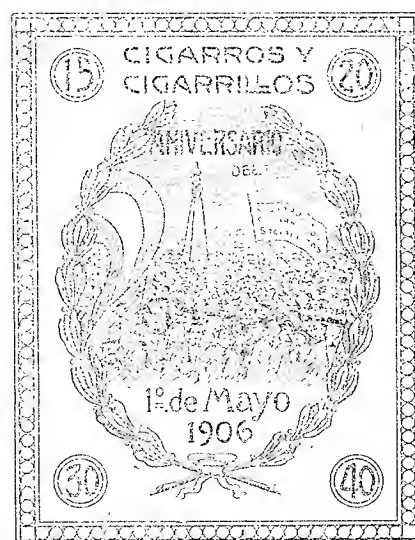 15
CIGARROS Y
CIGARRILLOS
20
ANIVERSARIO
DEL
1º de Mayo
1906
30
40